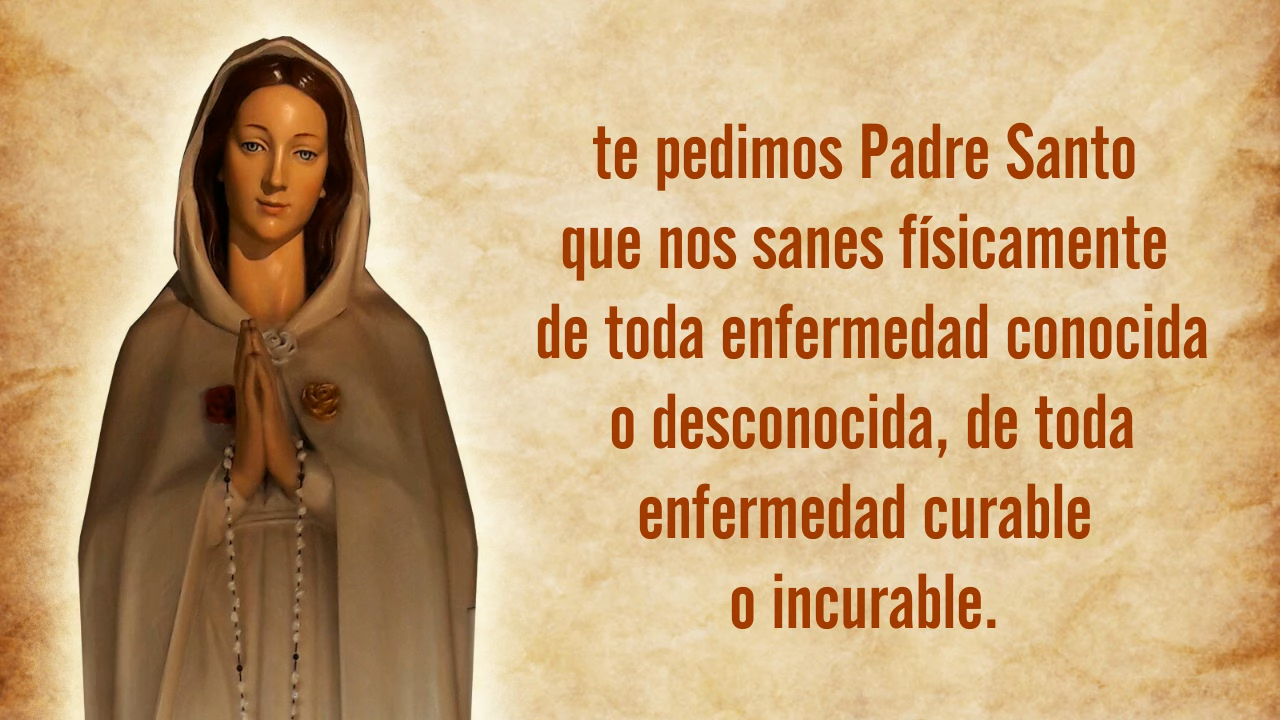 te pedimos Padre Santo
que nos sanes físicamente
de toda enfermedad conocida
o desconocida, de toda
enfermedad curable
o incurable.